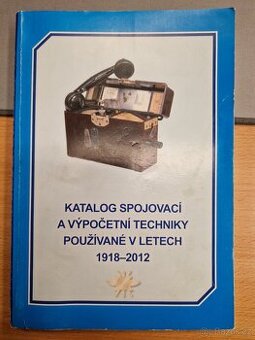 KATALOG SPOJOVACÍ
A VÝPOČETNÍ TECHNIKY
POUŽÍVANÉ V LETECH
1918–2012